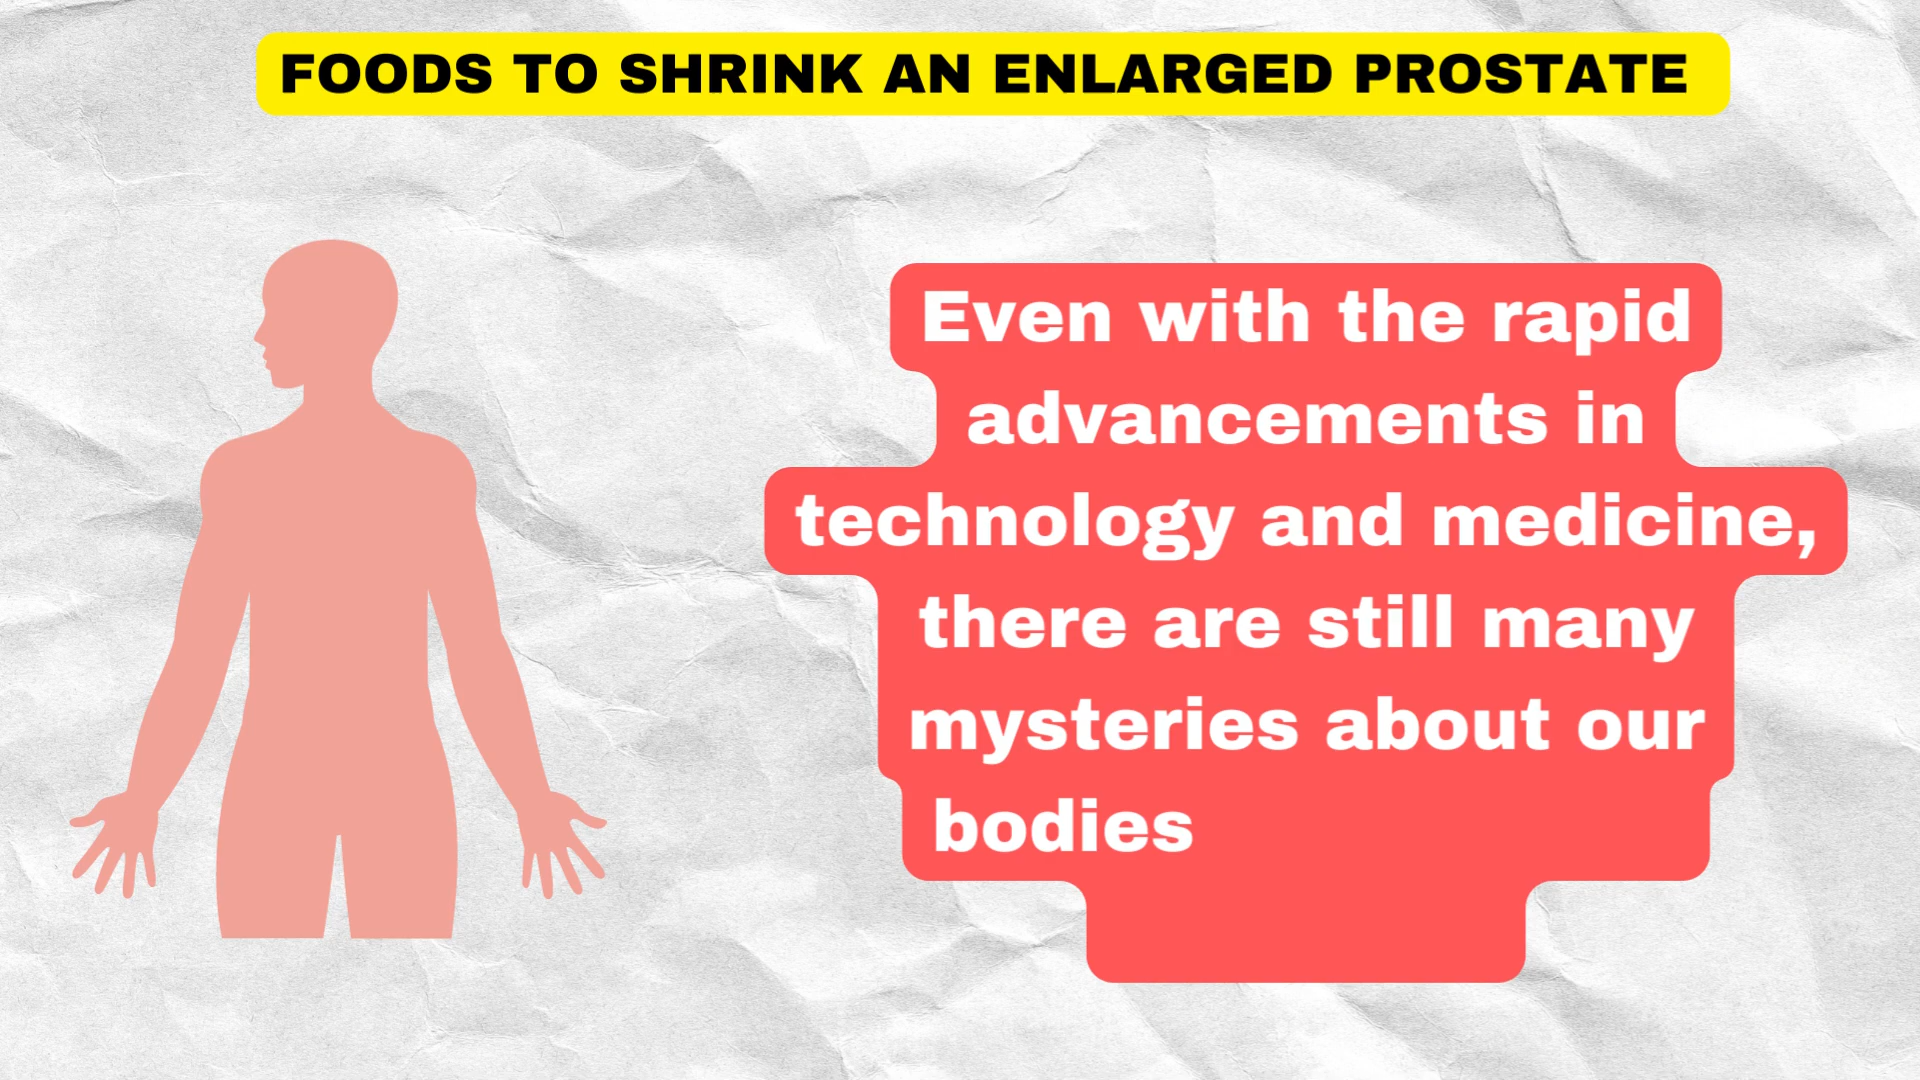 FOODS TO SHRINK AN ENLARGED PROSTATE
Even with the rapid
advancements in
technology and medicine,
there are still many
mysteries about our
bodies